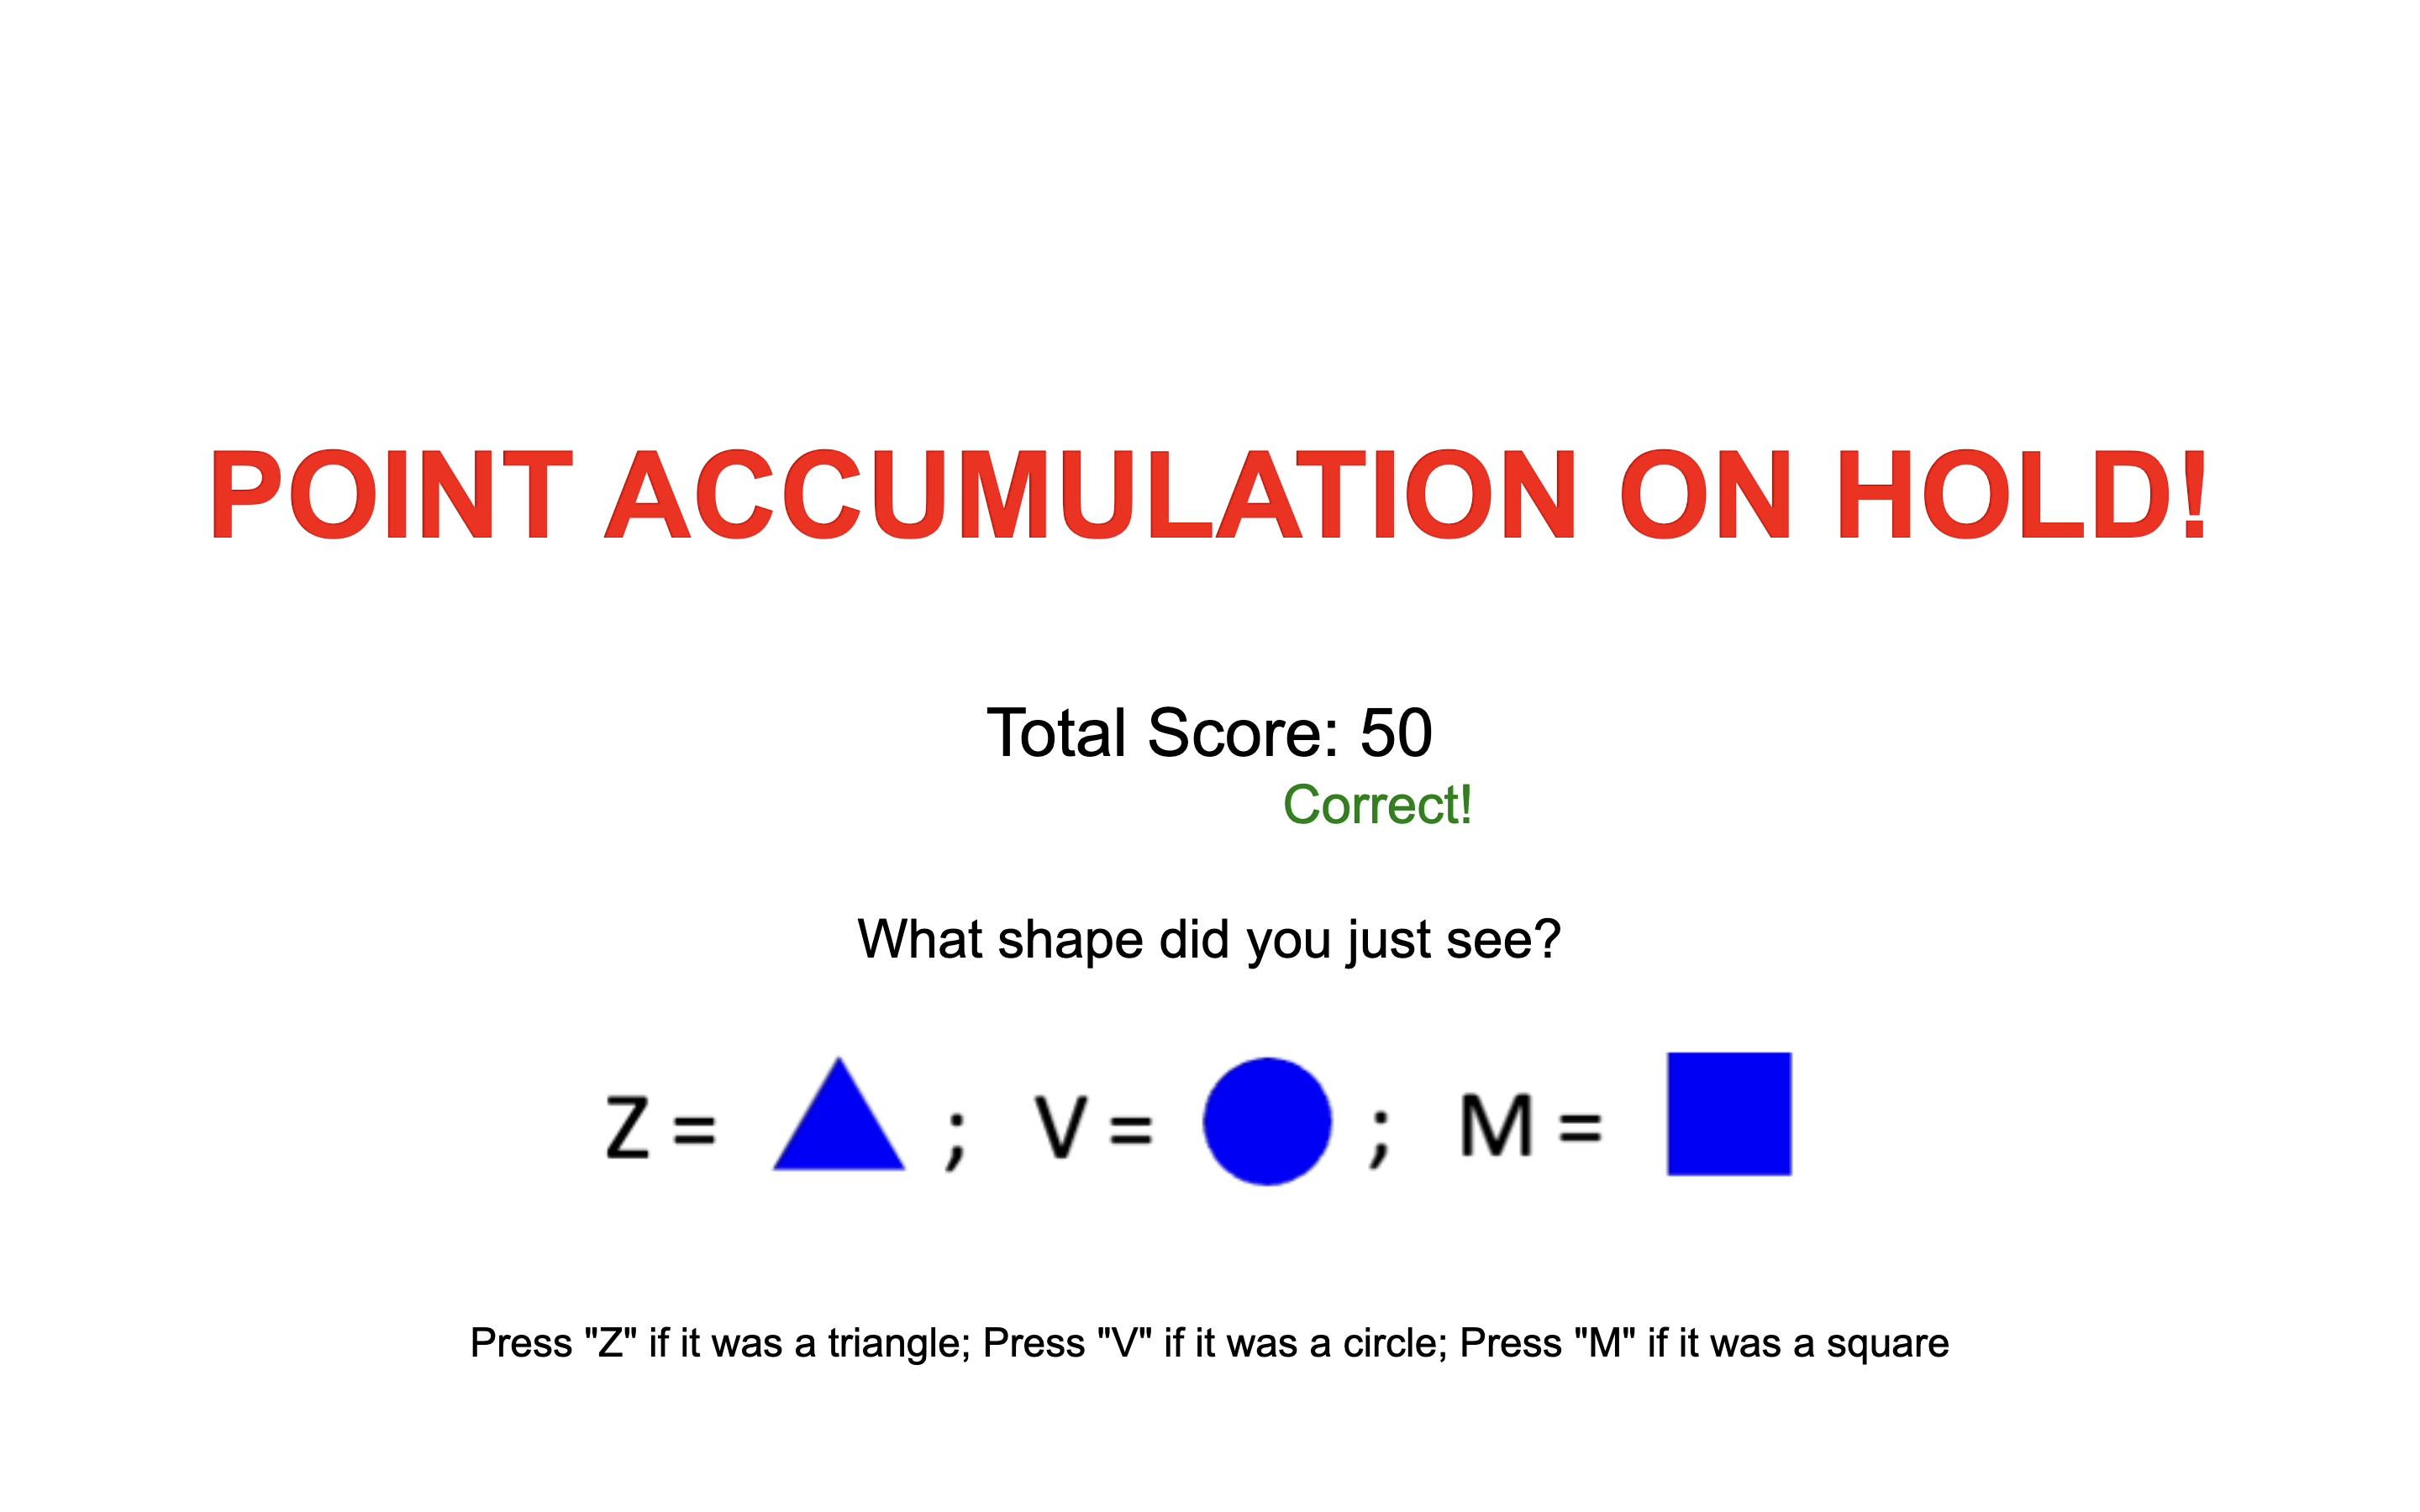 POINT ACCUMULATION ON HOLD!
Total Score: 50
Correct!
What shape did you just see?
Z = ; V = ; M =
Press "Z" if it was a triangle; Press "V" if it was a circle; Press "M" if it was a square